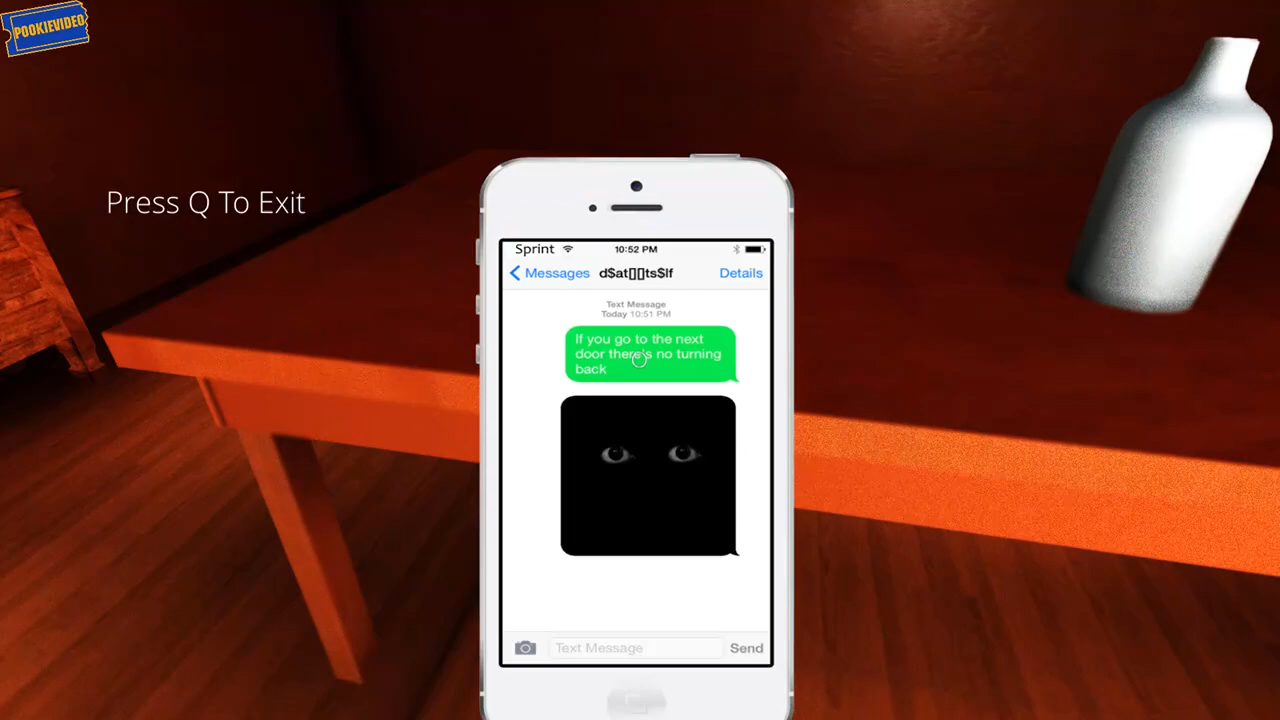 POOKIEVIDEO
Press Q To Exit
Sprint 10:52 PM
Messages d$at[][]ts$lf Details
Text Message
Today 10:51 PM
If you go to the next
door there's no turning
back
Text Message Send